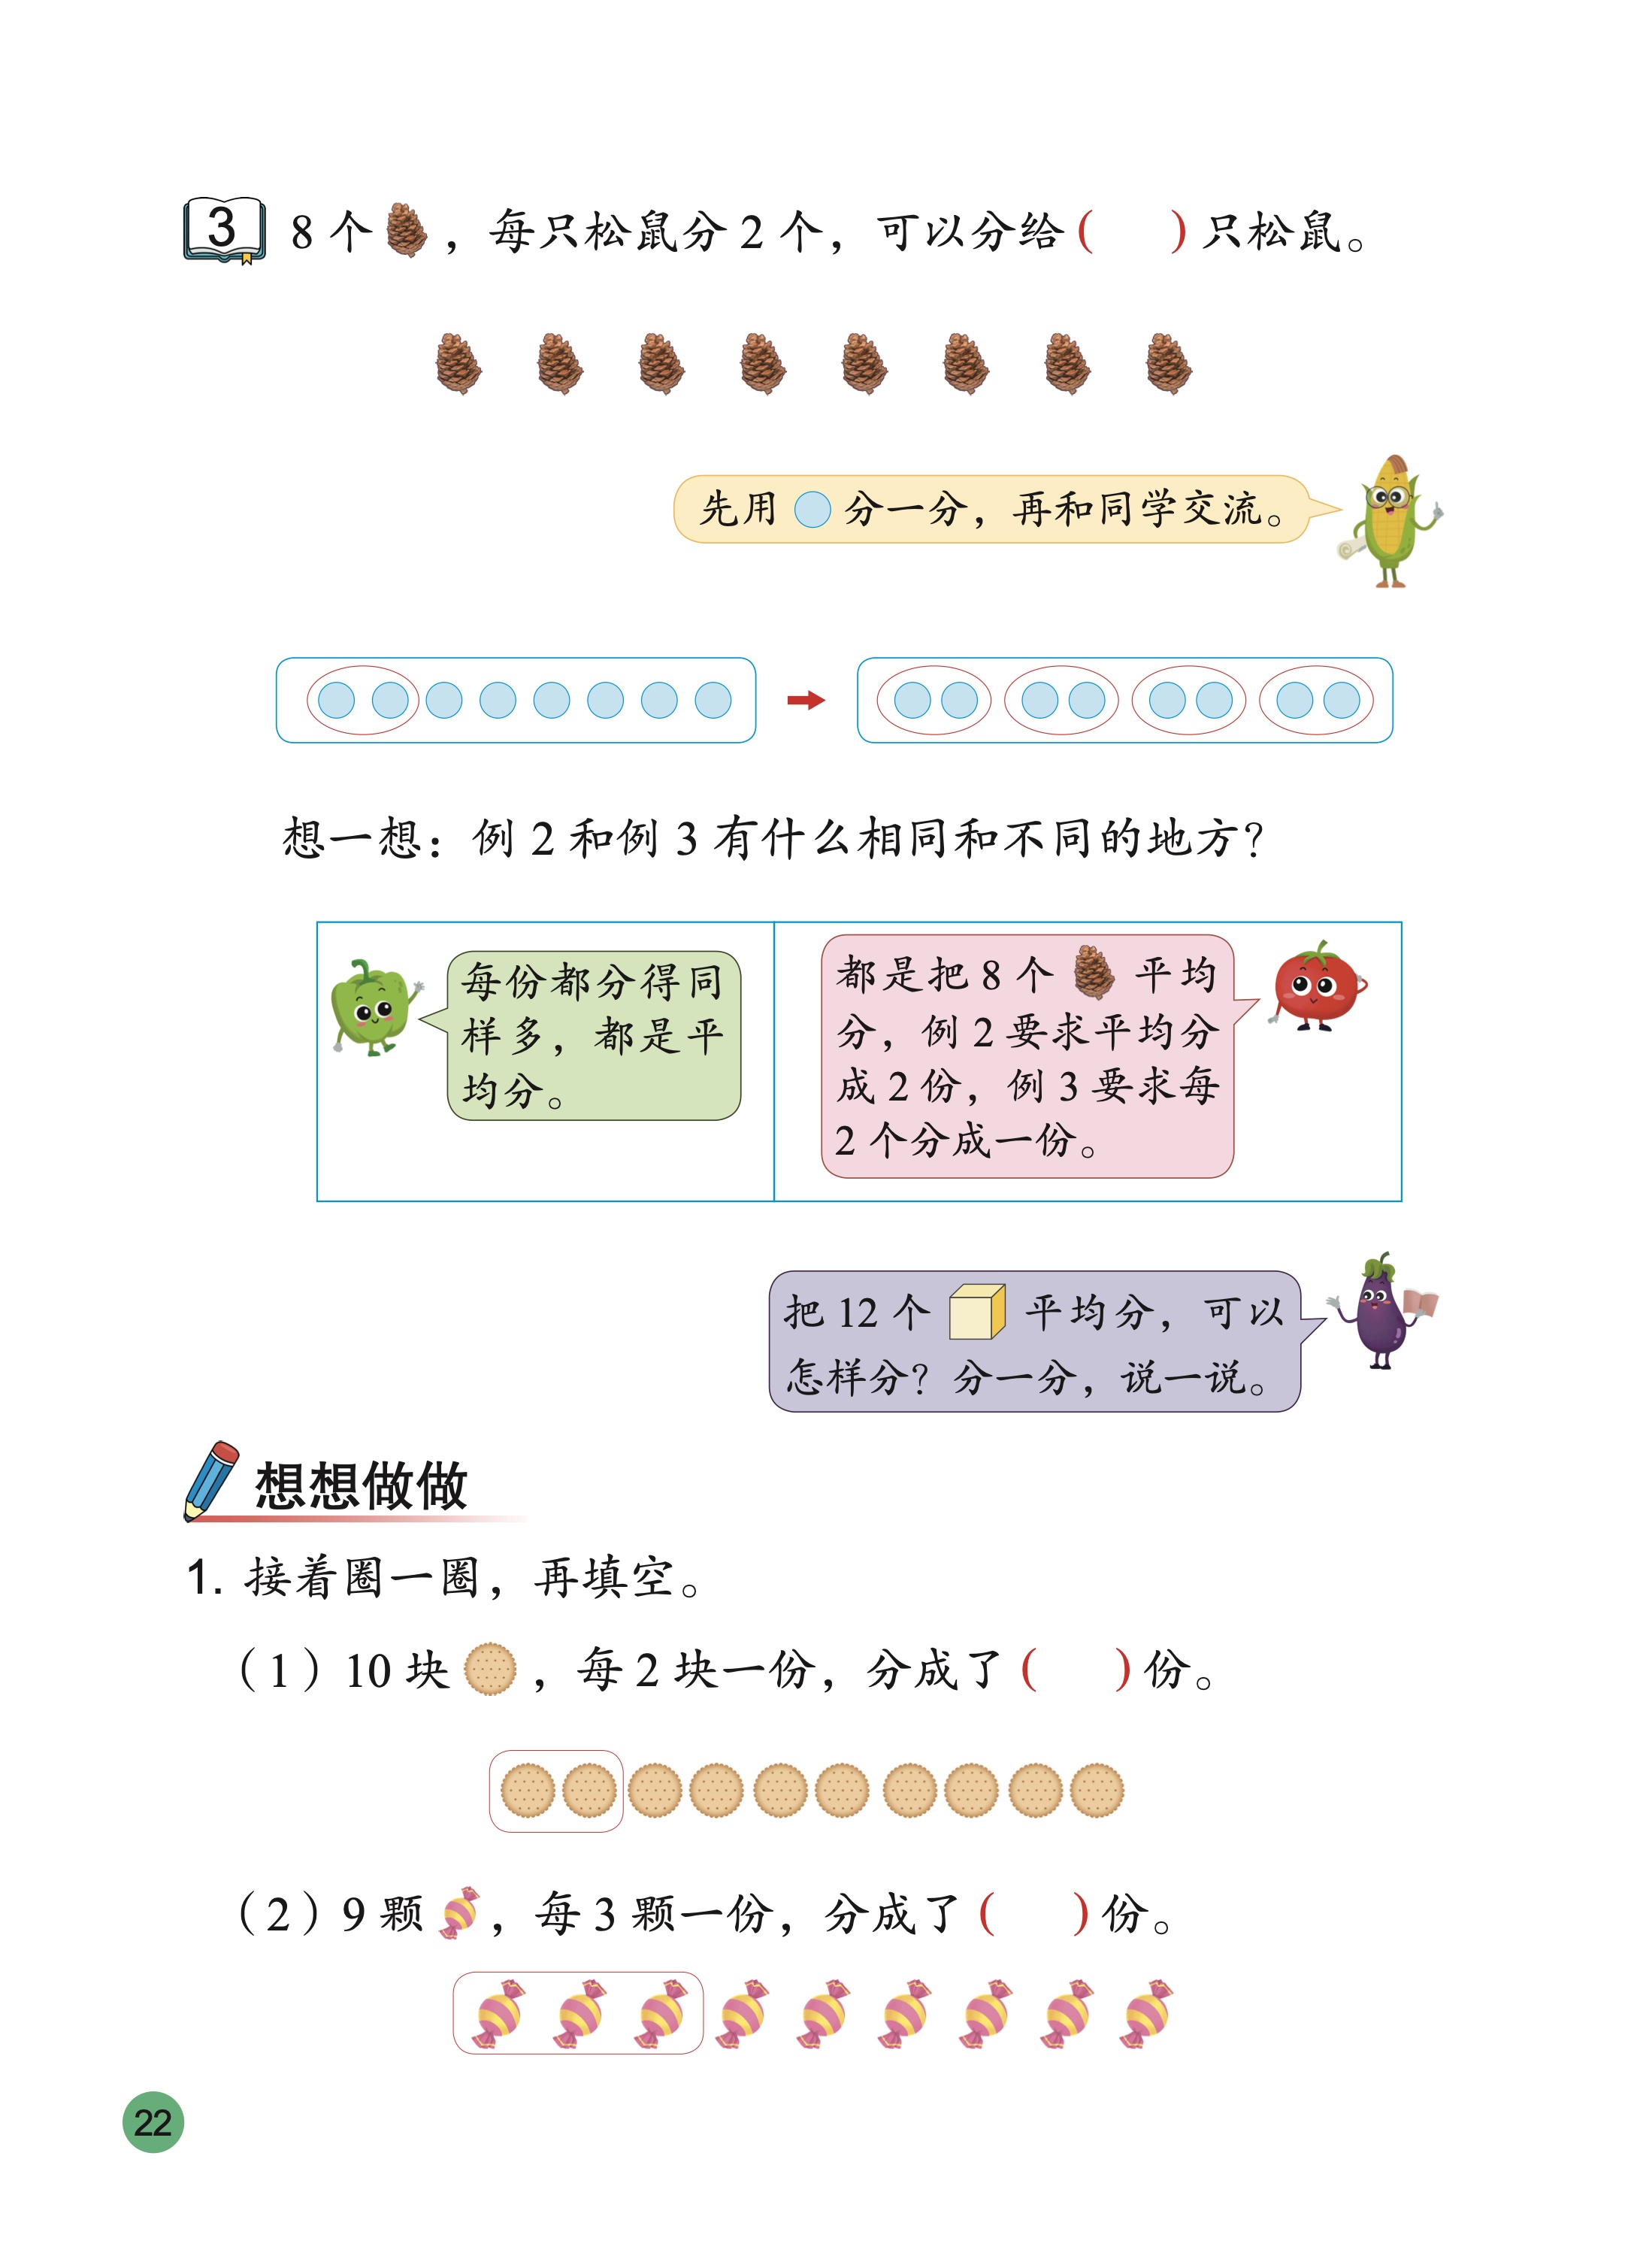 3 8 个 ，每只松鼠分 2 个，可以分给（ ）只松鼠。
先用 分一分，再和同学交流。
想一想：例 2 和例 3 有什么相同和不同的地方？
每份都分得同
样多，都是平
均分。
都是把 8 个 平均
分，例 2 要求平均分
成 2 份，例 3 要求每
2 个分成一份。
把 12 个 平均分，可以
怎样分？分一分，说一说。
想想做做
1. 接着圈一圈，再填空。
（1）10 块 ，每 2 块一份，分成了（ ）份。
（2）9 颗 ，每 3 颗一份，分成了（ ）份。
22